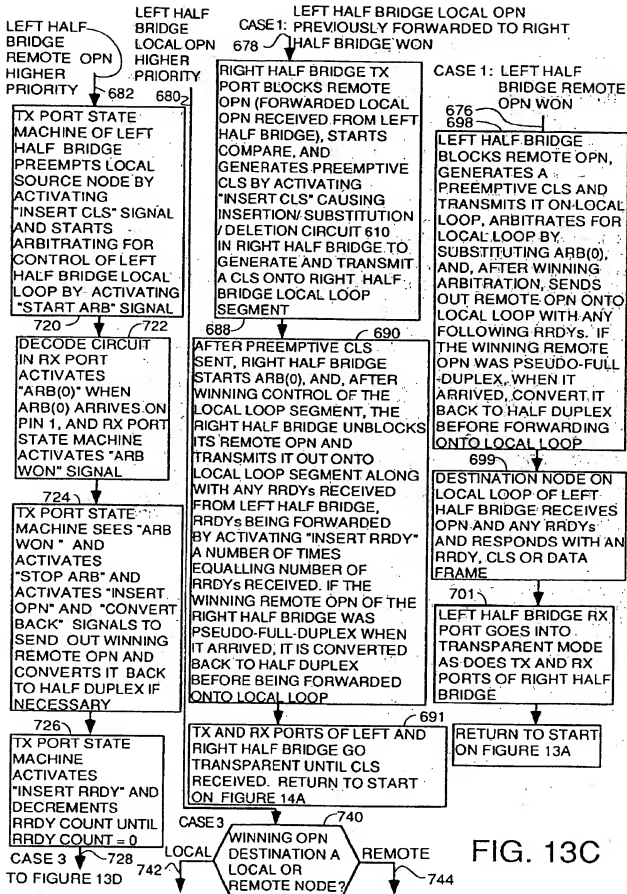 LEFT HALF
BRIDGE
REMOTE OPN
HIGHER
PRIORITY
682
TX PORT STATE
MACHINE OF LEFT
HALF BRIDGE
PREEMPTS LOCAL
SOURCE NODE BY
ACTIVATING
"INSERT CLS" SIGNAL
AND STARTS
ARBITRATING FOR
CONTROL OF LEFT
HALF BRIDGE LOCAL
LOOP BY ACTIVATING
"START ARB" SIGNAL
720
722
DECODE CIRCUIT
IN RX PORT
ACTIVATES
"ARB(0)" WHEN
ARB(0) ARRIVES ON
PIN 1, AND RX PORT
STATE MACHINE
ACTIVATES "ARB
WON" SIGNAL
724
TX PORT STATE
MACHINE SEES "ARB
WON " AND
ACTIVATES
"STOP ARB" AND
ACTIVATES "INSERT
OPN" AND "CONVERT
BACK" SIGNALS TO
SEND OUT WINNING
REMOTE OPN AND
CONVERTS IT BACK
TO HALF DUPLEX IF
NECESSARY
726
TX PORT STATE
MACHINE
ACTIVATES
"INSERT RRDY" AND
DECREMENTS
RRDY COUNT UNTIL
RRDY COUNT = 0
CASE 3
728
TO FIGURE 13D
LEFT HALF
BRIDGE
LOCAL OPN
HIGHER
PRIORITY
680
LEFT HALF BRIDGE LOCAL OPN
CASE 1: PREVIOUSLY FORWARDED TO RIGHT
678
HALF BRIDGE WON
RIGHT HALF BRIDGE TX
PORT BLOCKS REMOTE
OPN (FORWARDED LOCAL
OPN RECEIVED FROM LEFT
HALF BRIDGE), STARTS
COMPARE, AND
GENERATES PREEMPTIVE
CLS BY ACTIVATING
"INSERT CLS" CAUSING
INSERTION/ SUBSTITUTION
/ DELETION CIRCUIT 610
IN RIGHT HALF BRIDGE TO
GENERATE AND TRANSMIT
A CLS ONTO RIGHT HALF
BRIDGE LOCAL LOOP
SEGMENT
688
690
AFTER PREEMPTIVE CLS
SENT, RIGHT HALF BRIDGE
STARTS ARB(0), AND, AFTER
WINNING CONTROL OF THE
LOCAL LOOP SEGMENT, THE
RIGHT HALF BRIDGE UNBLOCKS
ITS REMOTE OPN AND
TRANSMITS IT OUT ONTO
LOCAL LOOP SEGMENT ALONG
WITH ANY RRDYs RECEIVED
FROM LEFT HALF BRIDGE,
RRDYs BEING FORWARDED
BY ACTIVATING "INSERT RRDY"
A NUMBER OF TIMES
EQUALLING NUMBER OF
RRDYs RECEIVED. IF THE
WINNING REMOTE OPN OF THE
RIGHT HALF BRIDGE WAS
PSEUDO-FULL-DUPLEX WHEN
IT ARRIVED, IT IS CONVERTED
BACK TO HALF DUPLEX
BEFORE BEING FORWARDED
ONTO LOCAL LOOP
691
TX AND RX PORTS OF LEFT AND
RIGHT HALF BRIDGE GO
TRANSPARENT UNTIL CLS
RECEIVED. RETURN TO START
ON FIGURE 14A
CASE 3
740
WINNING OPN
DESTINATION A
LOCAL OR
REMOTE NODE?
LOCAL
742
REMOTE
744
CASE 1: LEFT HALF
BRIDGE REMOTE
OPN WON
676
698
LEFT HALF BRIDGE
BLOCKS REMOTE OPN,
GENERATES A
PREEMPTIVE CLS AND
TRANSMITS IT ON LOCAL
LOOP, ARBITRATES FOR
LOCAL LOOP BY
SUBSTITUTING ARB(0),
AND, AFTER WINNING
ARBITRATION, SENDS
OUT REMOTE OPN ONTO
LOCAL LOOP WITH ANY
FOLLOWING RRDYs. IF
THE WINNING REMOTE
OPN WAS PSEUDO-FULL
-DUPLEX, WHEN IT
ARRIVED, CONVERT IT
BACK TO HALF DUPLEX
BEFORE FORWARDING
ONTO LOCAL LOOP
699
DESTINATION NODE ON
LOCAL LOOP OF LEFT
HALF BRIDGE RECEIVES
OPN AND ANY RRDYs
AND RESPONDS WITH AN
RRDY, CLS OR DATA
FRAME
701
LEFT HALF BRIDGE RX
PORT GOES INTO
TRANSPARENT MODE
AS DOES TX AND RX
PORTS OF RIGHT HALF
BRIDGE
RETURN TO START
ON FIGURE 13A
FIG. 13C